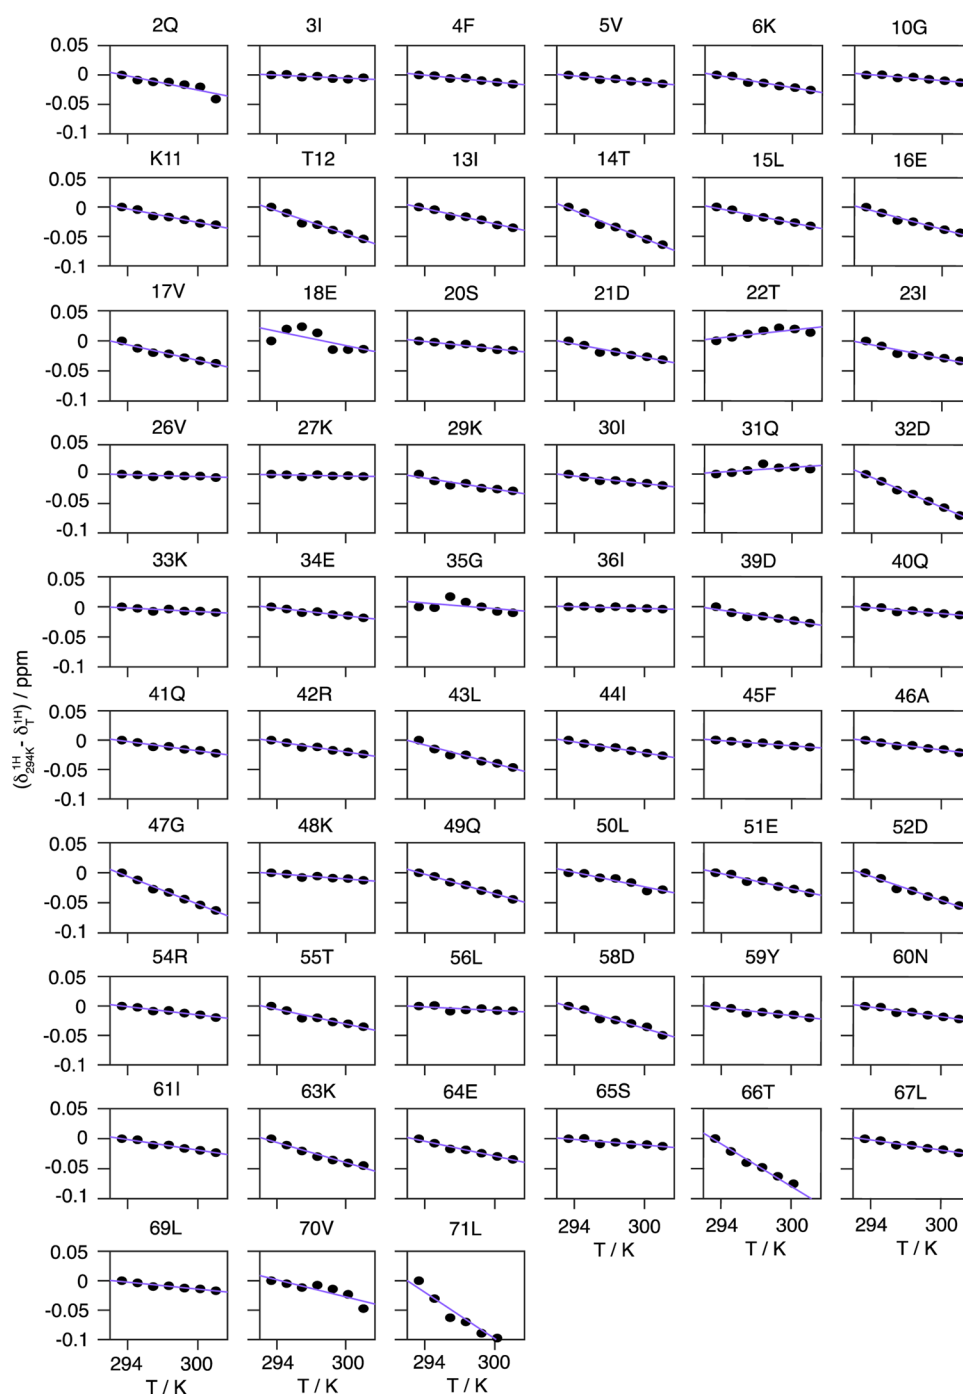 2Q 3I 4F 5V 6K 10G
0.05
0
-0.05
-0.1
K11 T12 13I 14T 15L 16E
0.05
0
-0.05
-0.1
17V 18E 20S 21D 22T 23I
0.05
0
-0.05
-0.1
26V 27K 29K 30I 31Q 32D
0.05
0
-0.05
-0.1
33K 34E 35G 36I 39D 40Q
0.05
0
-0.05
-0.1
41Q 42R 43L 44I 45F 46A
0.05
0
-0.05
-0.1
(δ¹ᴴ₂₉₄ₖ - δ¹ᴴ_T) / ppm
47G 48K 49Q 50L 51E 52D
0.05
0
-0.05
-0.1
54R 55T 56L 58D 59Y 60N
0.05
0
-0.05
-0.1
61I 63K 64E 65S 66T 67L
0.05
0
-0.05
-0.1
294 300 294 300 294 300
T / K T / K T / K
69L 70V 71L
0.05
0
-0.05
-0.1
294 300 294 300 294 300
T / K T / K T / K